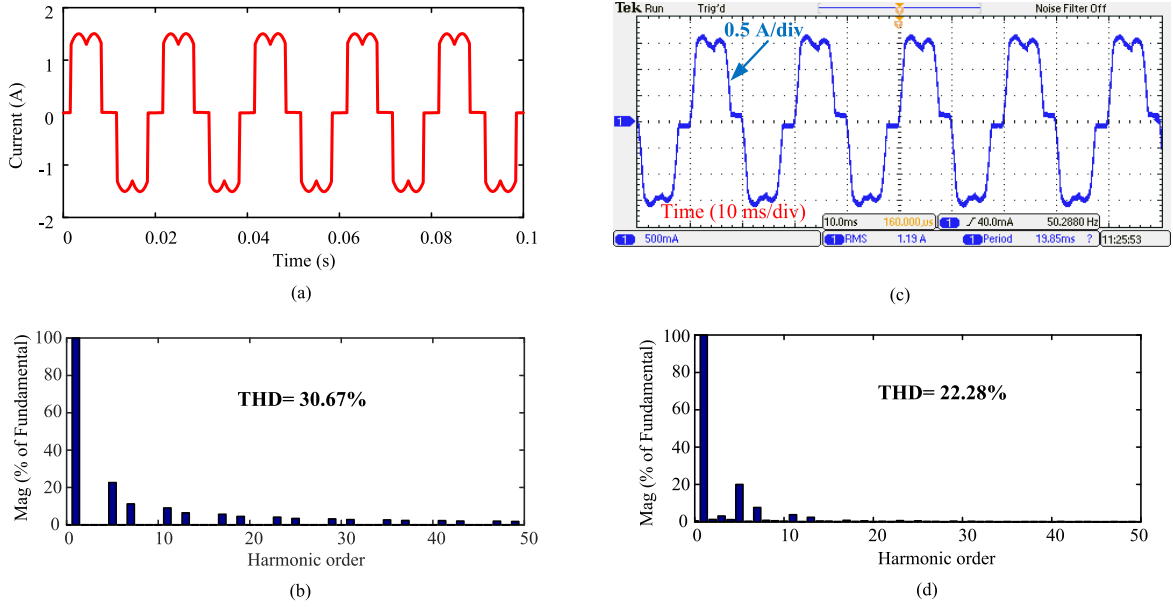 2
1
0
-1
-2
Current (A)
0 0.02 0.04 0.06 0.08 0.1
Time (s)
(a)
Tek Run Trig'd Noise Filter Off
0.5 A/div
1
Time (10 ms/div)
10.0ms 160.000us 1 40.0mA 50.2880 Hz
1 500mA 1 RMS 1.19 A 1 Period 19.85ms ? 11:25:53
(c)
100
80
60
40
20
0
Mag (% of Fundamental)
THD= 30.67%
0 10 20 30 40 50
Harmonic order
(b)
100
80
60
40
20
0
Mag (% of Fundamental)
THD= 22.28%
0 10 20 30 40 50
Harmonic order
(d)